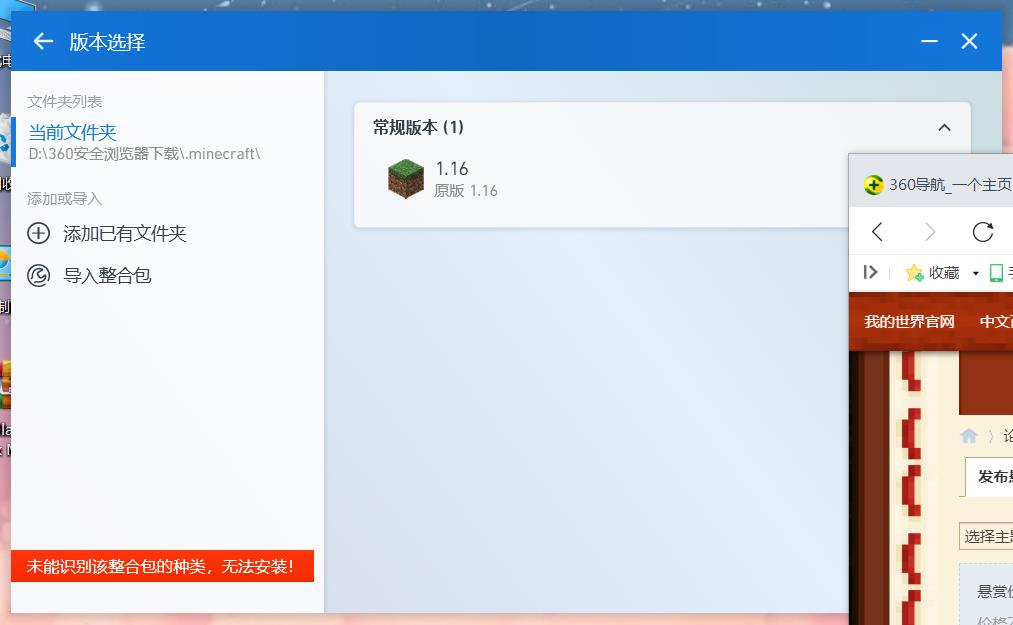 版本选择
文件夹列表
当前文件夹
D:\360安全浏览器下载\.minecraft\
添加或导入
添加已有文件夹
导入整合包
未能识别该整合包的种类，无法安装！
常规版本 (1)
1.16
原版 1.16
360导航_一个主页
收藏
我的世界官网
中文
发布
选择主题
悬赏价